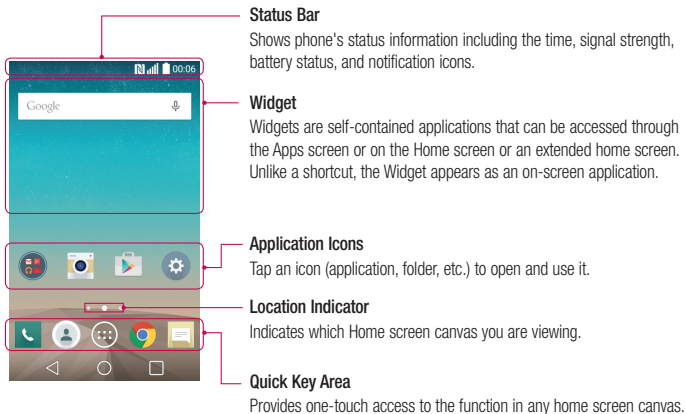 Status Bar
Shows phone's status information including the time, signal strength,
battery status, and notification icons.
00:06
Google
Widget
Widgets are self-contained applications that can be accessed through
the Apps screen or on the Home screen or an extended home screen.
Unlike a shortcut, the Widget appears as an on-screen application.
Application Icons
Tap an icon (application, folder, etc.) to open and use it.
Location Indicator
Indicates which Home screen canvas you are viewing.
Quick Key Area
Provides one-touch access to the function in any home screen canvas.